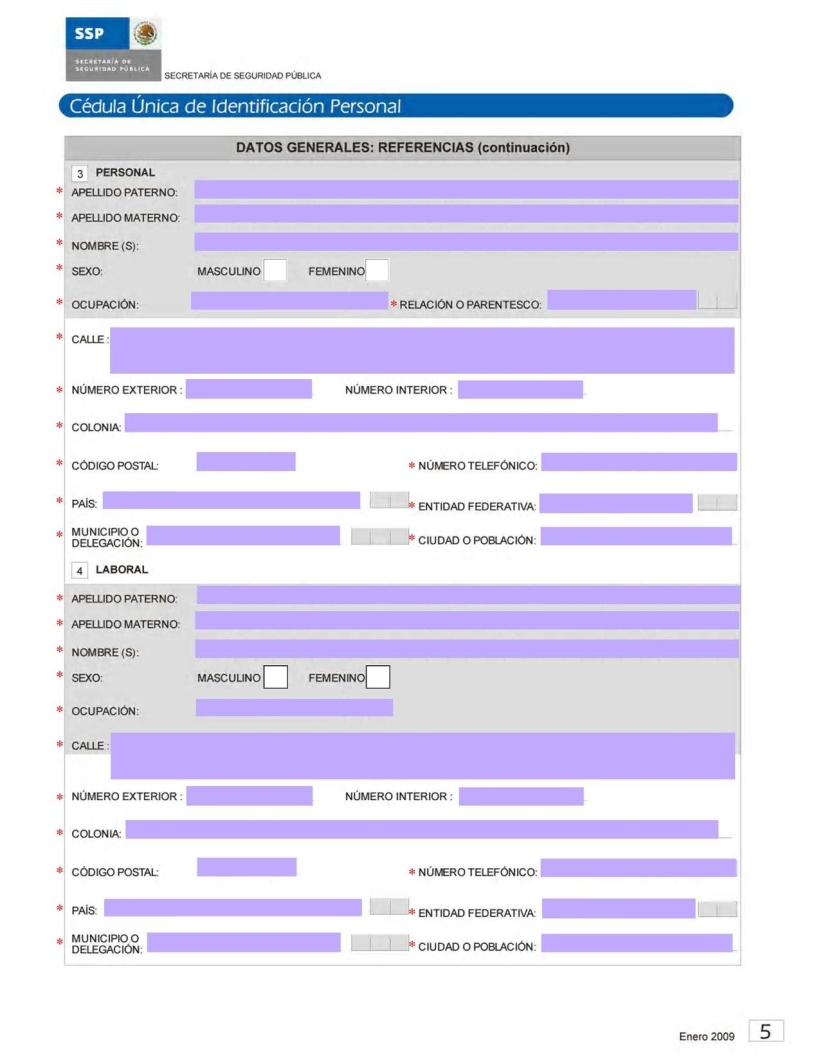 SSP
SECRETARÍA DE
SEGURIDAD PÚBLICA
SECRETARÍA DE SEGURIDAD PÚBLICA
Cédula Única de Identificación Personal
DATOS GENERALES: REFERENCIAS (continuación)
3 PERSONAL
* APELLIDO PATERNO:
* APELLIDO MATERNO:
* NOMBRE (S):
* SEXO: MASCULINO FEMENINO
* OCUPACIÓN: * RELACIÓN O PARENTESCO:
* CALLE :
* NÚMERO EXTERIOR : NÚMERO INTERIOR :
* COLONIA:
* CÓDIGO POSTAL: * NÚMERO TELEFÓNICO:
* PAÍS: * ENTIDAD FEDERATIVA:
* MUNICIPIO O
DELEGACIÓN: * CIUDAD O POBLACIÓN:
4 LABORAL
* APELLIDO PATERNO:
* APELLIDO MATERNO:
* NOMBRE (S):
* SEXO: MASCULINO FEMENINO
* OCUPACIÓN:
* CALLE :
* NÚMERO EXTERIOR : NÚMERO INTERIOR :
* COLONIA:
* CÓDIGO POSTAL: * NÚMERO TELEFÓNICO:
* PAÍS: * ENTIDAD FEDERATIVA:
* MUNICIPIO O
DELEGACIÓN: * CIUDAD O POBLACIÓN:
Enero 2009 5